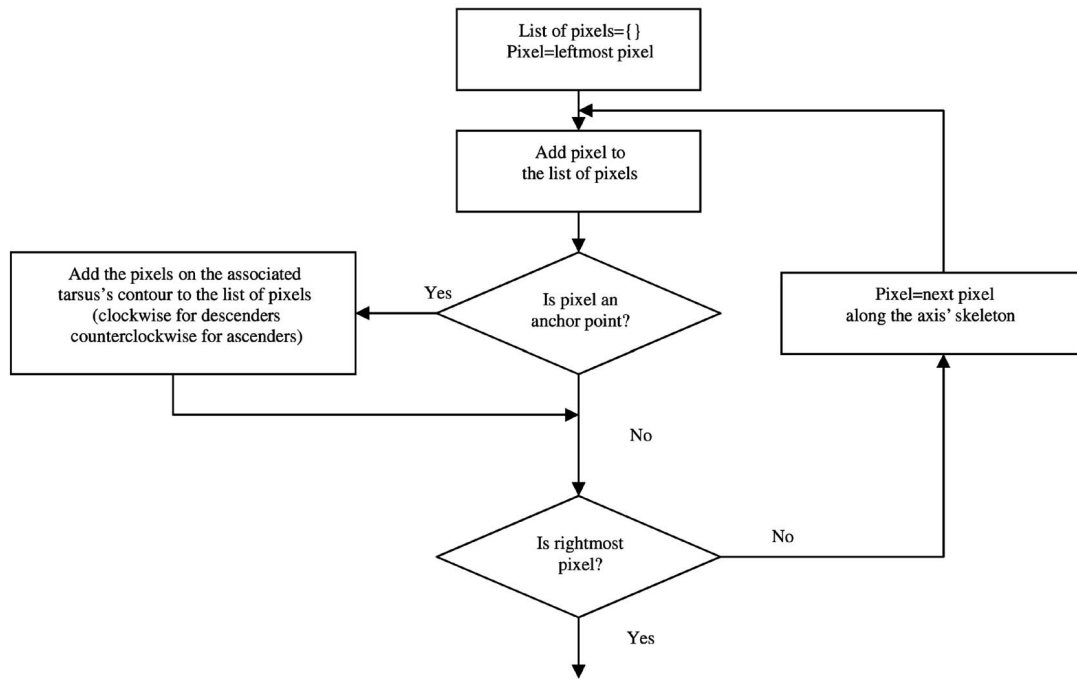 List of pixels={}
Pixel=leftmost pixel
Add pixel to
the list of pixels
Add the pixels on the associated
tarsus's contour to the list of pixels
(clockwise for descenders
counterclockwise for ascenders)
Yes
Is pixel an
anchor point?
Pixel=next pixel
along the axis' skeleton
No
Is rightmost
pixel?
No
Yes